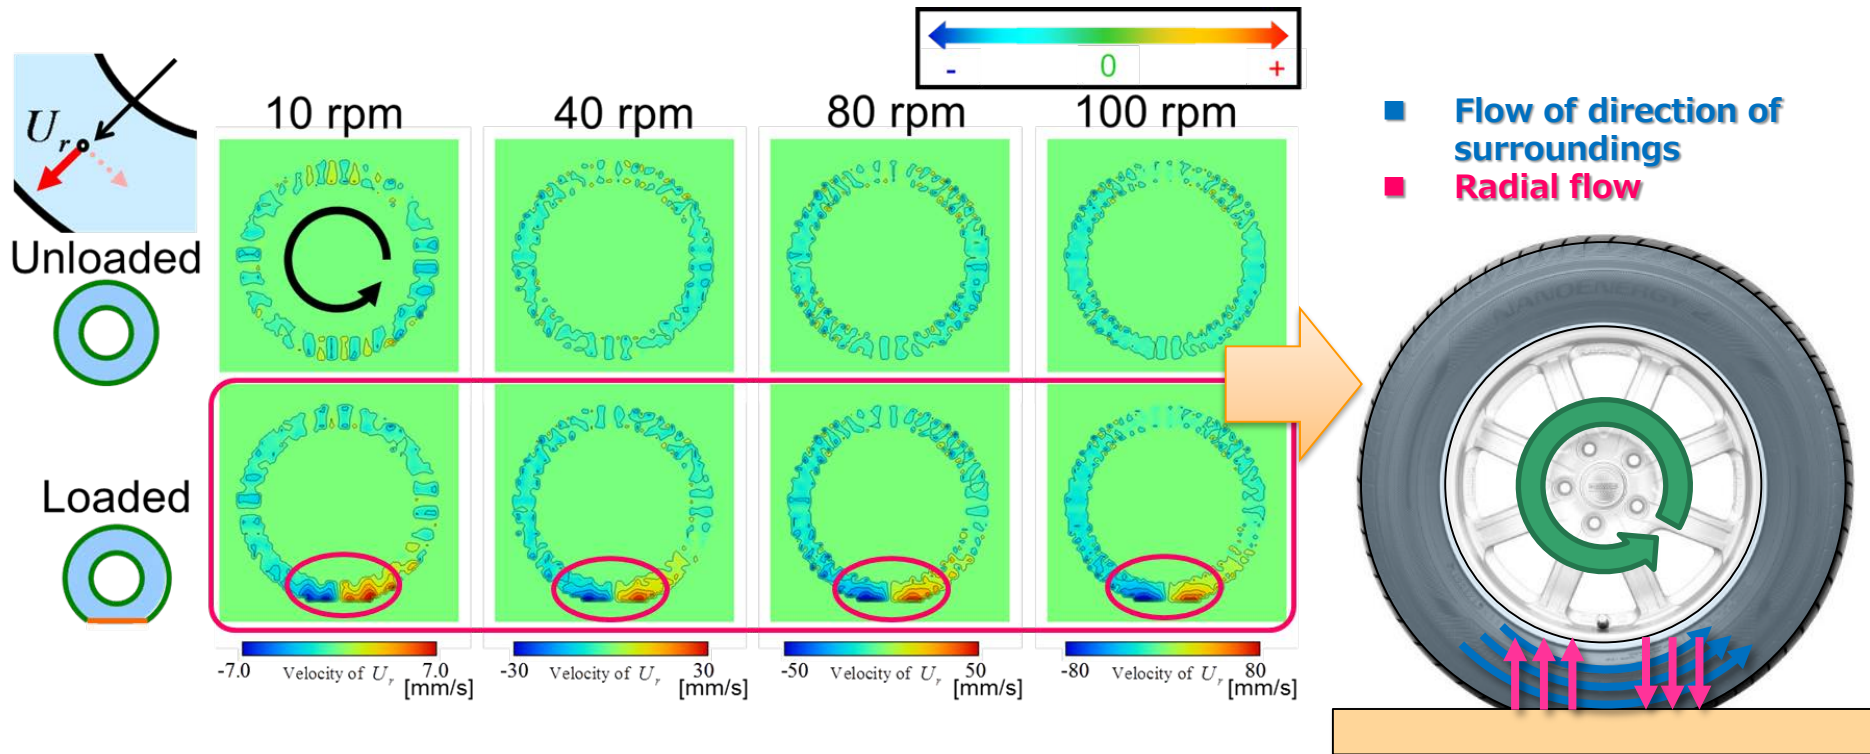 - 0 +
10 rpm 40 rpm 80 rpm 100 rpm
U r
Unloaded
Loaded
-7.0 Velocity of U r 7.0 [mm/s]
-30 Velocity of U r 30 [mm/s]
-50 Velocity of U r 50 [mm/s]
-80 Velocity of U r 80 [mm/s]
■ Flow of direction of
surroundings
■ Radial flow
NANOENERGY